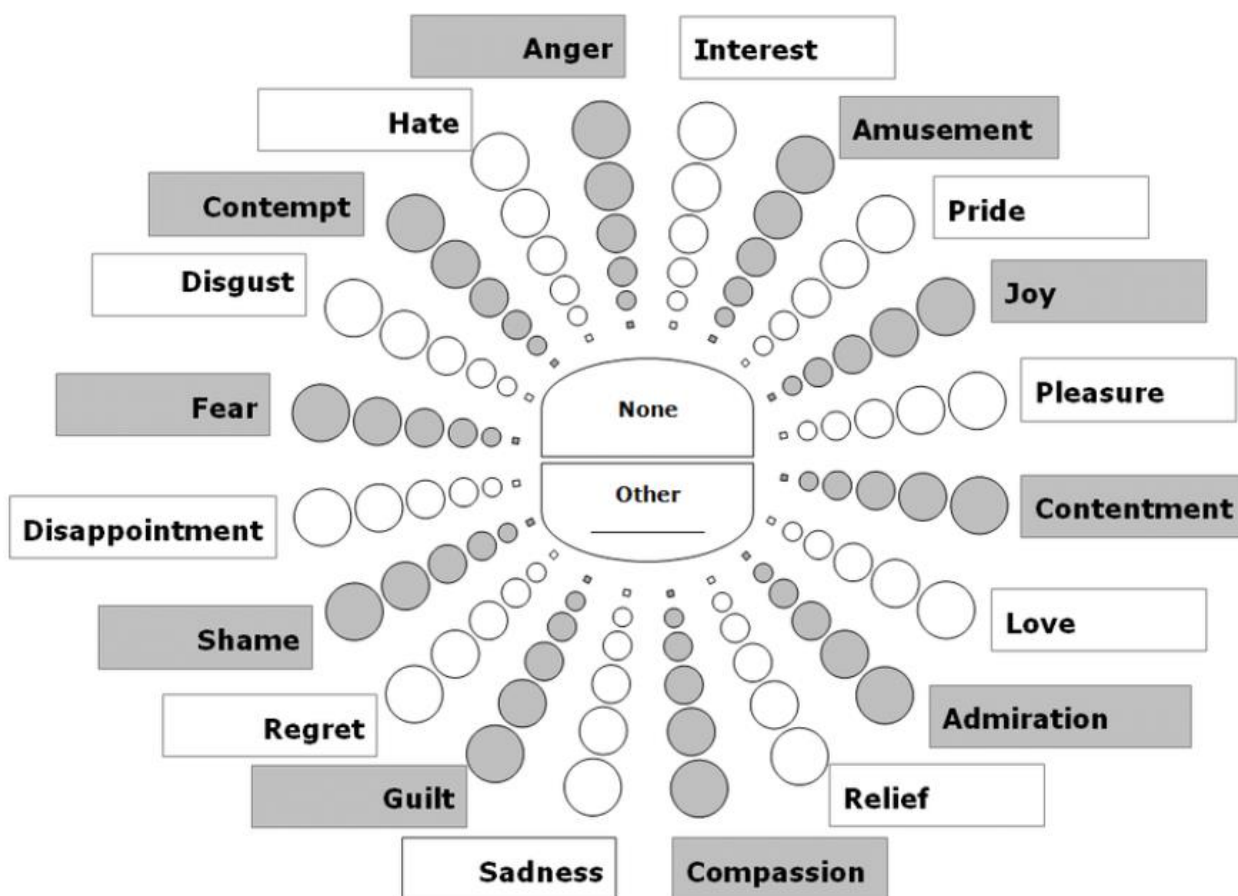 Anger
Interest
Hate
Amusement
Contempt
Pride
Disgust
Joy
Fear
Pleasure
None
Other
Disappointment
Contentment
Shame
Love
Regret
Admiration
Guilt
Relief
Sadness
Compassion